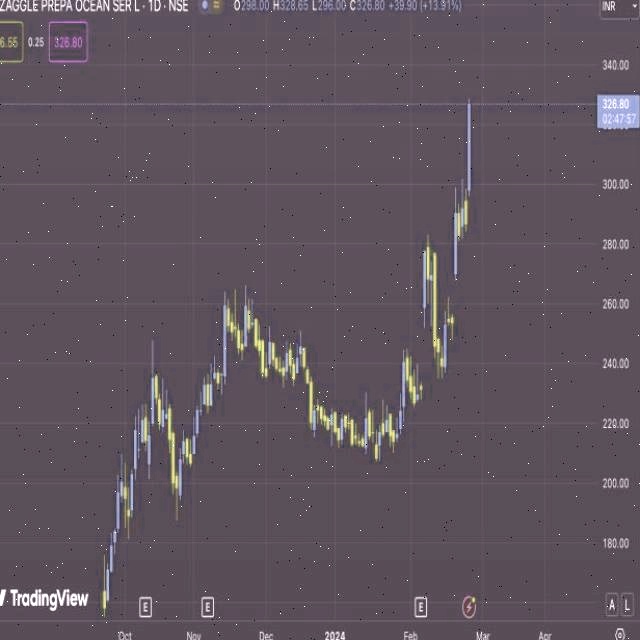 ZAGGLE PREPA OCEAN SER L · 1D · NSE O298.00 H328.65 L296.00 C326.80 +39.90 (+13.91%) INR
6.55 0.25 326.80
340.00
326.80
02:47:57
300.00
280.00
260.00
240.00
220.00
200.00
180.00
TradingView E E E A L
Oct Nov Dec 2024 Feb Mar Apr